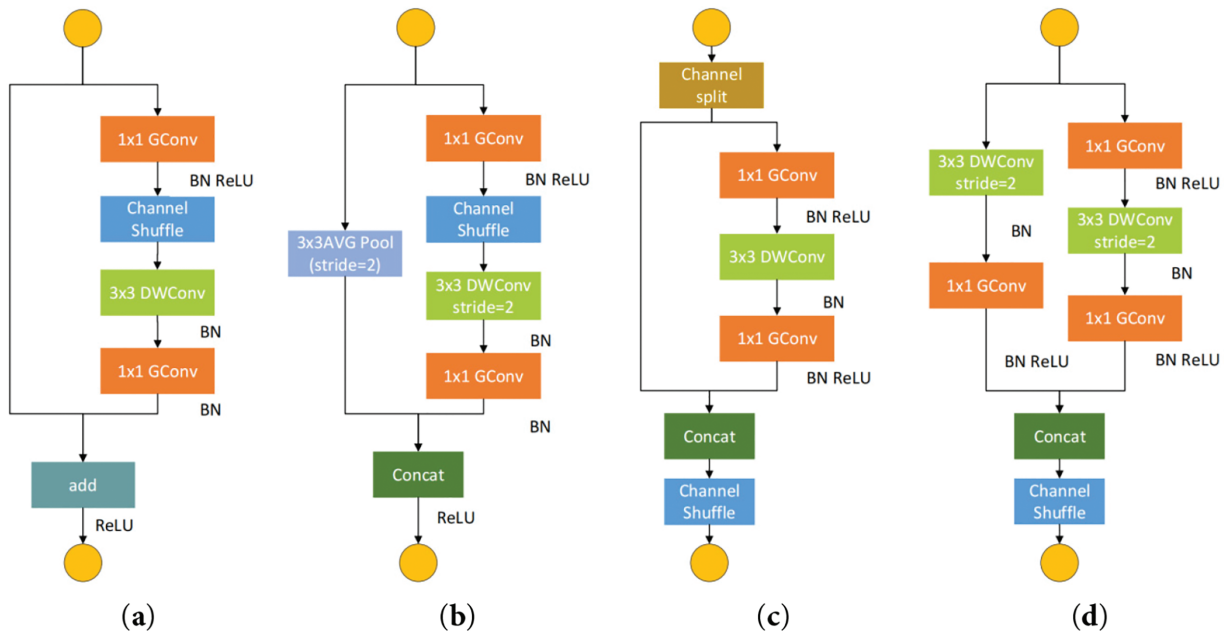 1x1 GConv
BN ReLU
Channel
Shuffle
3x3 DWConv
BN
1x1 GConv
BN
add
ReLU
(a)
1x1 GConv
BN ReLU
Channel
Shuffle
3x3AVG Pool
(stride=2)
3x3 DWConv
stride=2
BN
1x1 GConv
BN
Concat
ReLU
(b)
Channel
split
1x1 GConv
BN ReLU
3x3 DWConv
BN
1x1 GConv
BN ReLU
Concat
Channel
Shuffle
(c)
3x3 DWConv
stride=2
BN
1x1 GConv
BN ReLU
1x1 GConv
BN ReLU
3x3 DWConv
stride=2
BN
1x1 GConv
BN ReLU
Concat
Channel
Shuffle
(d)